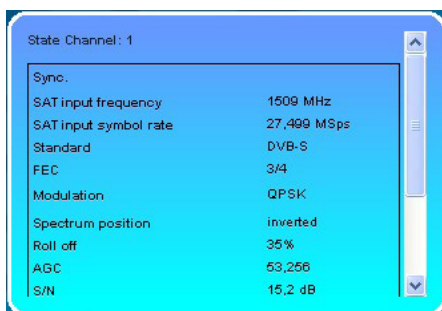 State Channel: 1
Sync.
SAT input frequency 1509 MHz
SAT input symbol rate 27,499 MSps
Standard DVB-S
FEC 3/4
Modulation QPSK
Spectrum position inverted
Roll off 35%
AGC 53,256
S/N 15,2 dB